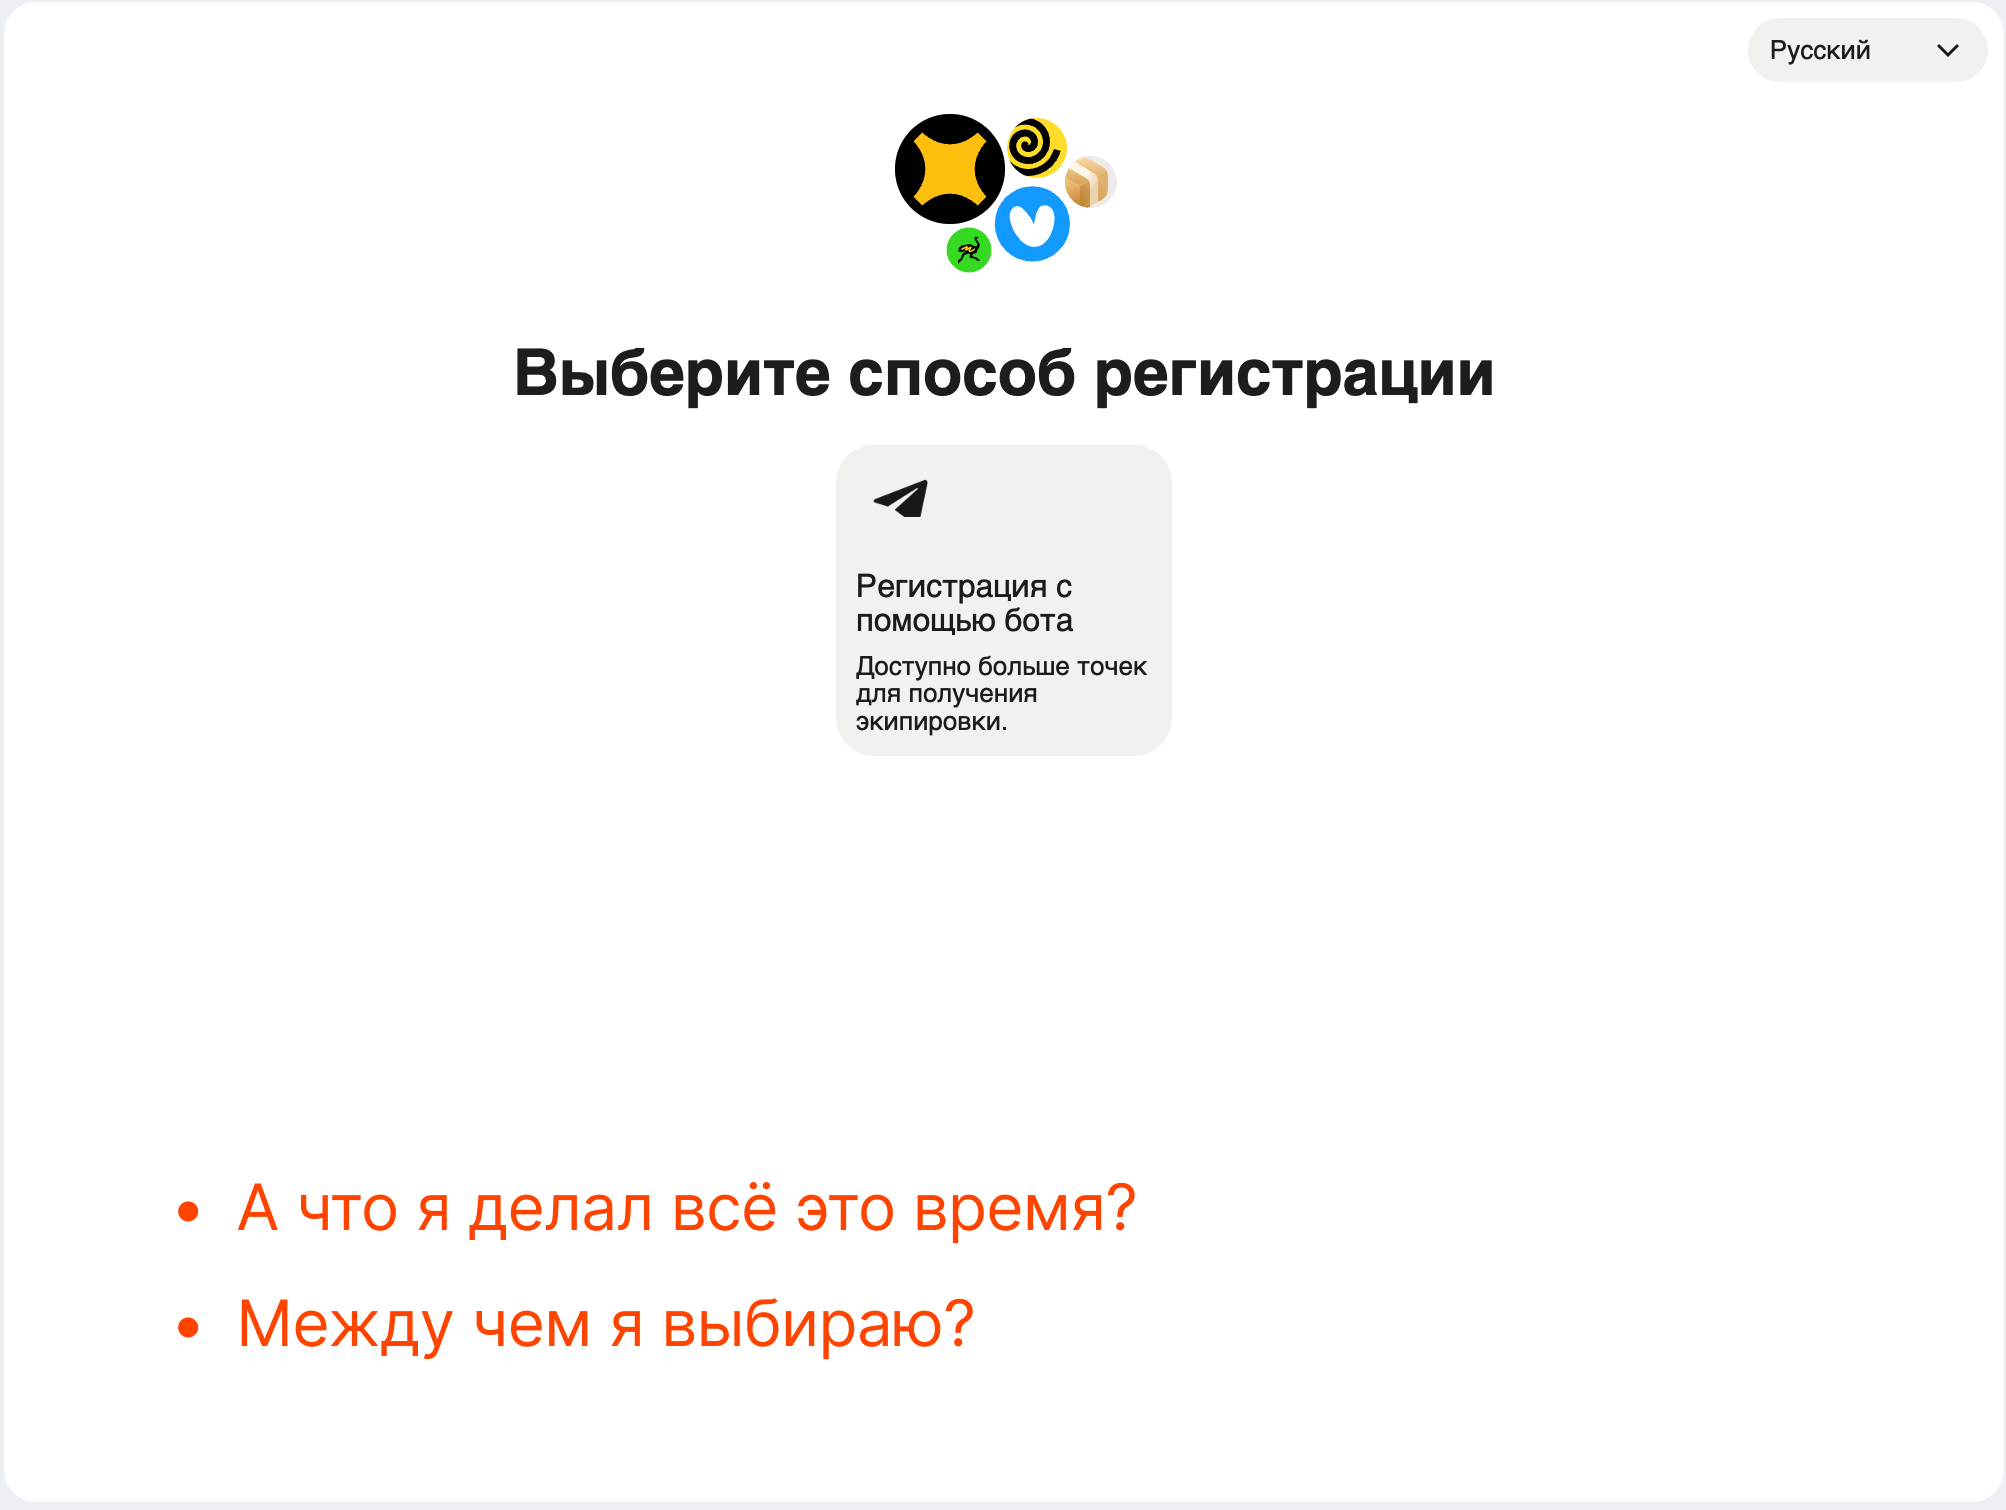 Русский
Выберите способ регистрации
Регистрация с
помощью бота
Доступно больше точек
для получения
экипировки.
• А что я делал всё это время?
• Между чем я выбираю?